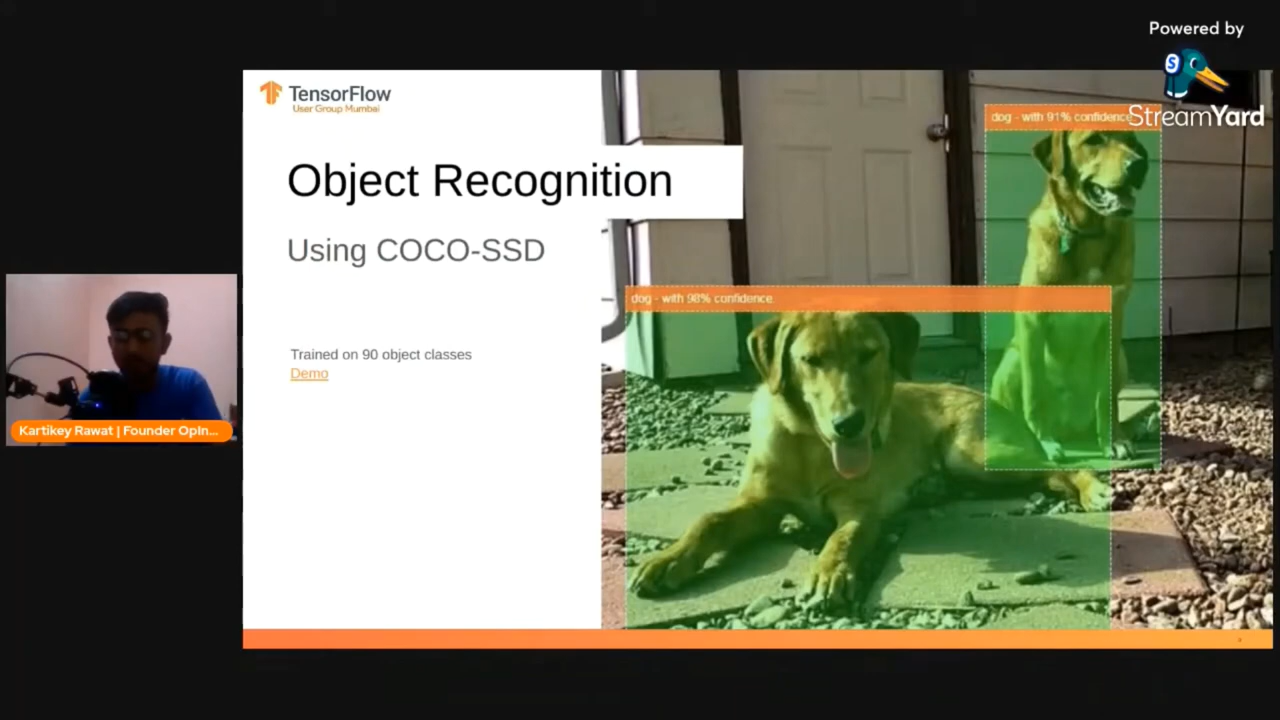 Powered by
StreamYard
TensorFlow
User Group Mumbai
Object Recognition
Using COCO-SSD
Trained on 90 object classes
Demo
dog - with 91% confidence
dog - with 98% confidence
Kartikey Rawat | Founder OpIn...